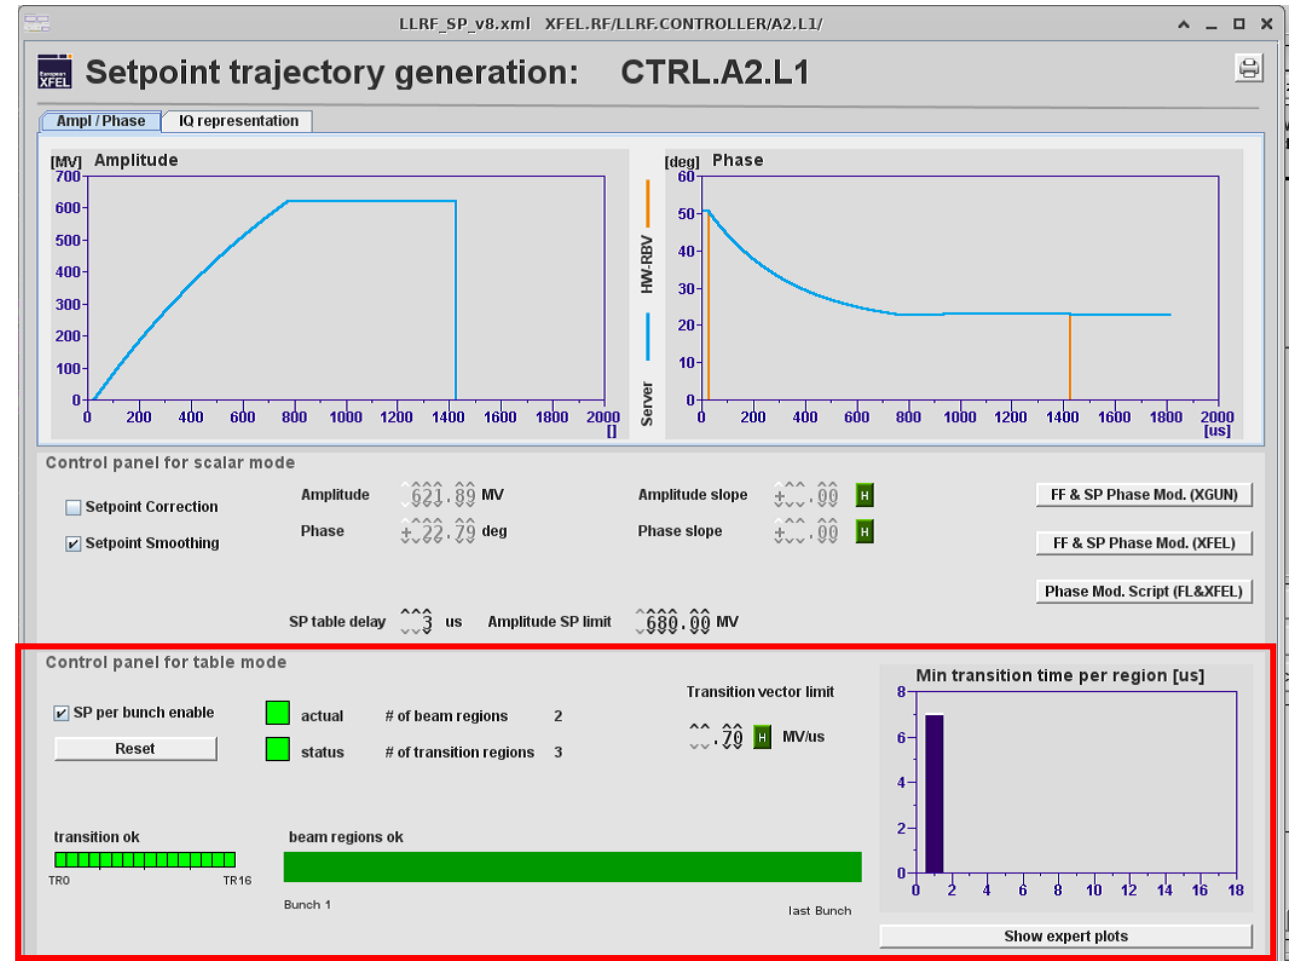 LLRF_SP_v8.xml XFEL.RF/LLRF.CONTROLLER/A2.L1/
European
XFEL
Setpoint trajectory generation: CTRL.A2.L1
Ampl / Phase IQ representation
[MV] Amplitude
700
600
500
400
300
200
100
0
0 200 400 600 800 1000 1200 1400 1600 1800 2000
[]
HW-RBV
Server
[deg] Phase
60
50
40
30
20
10
0
0 200 400 600 800 1000 1200 1400 1600 1800 2000
[us]
Control panel for scalar mode
Setpoint Correction
Setpoint Smoothing
Amplitude 621.89 MV
Phase +22.79 deg
Amplitude slope + .00 H
Phase slope + .00 H
FF & SP Phase Mod. (XGUN)
FF & SP Phase Mod. (XFEL)
Phase Mod. Script (FL&XFEL)
SP table delay 3 us Amplitude SP limit 680.00 MV
Control panel for table mode
SP per bunch enable
Reset
actual # of beam regions 2
status # of transition regions 3
Transition vector limit
.70 H MV/us
transition ok
TR0 TR16
beam regions ok
Bunch 1 last Bunch
Min transition time per region [us]
8
6
4
2
0
0 2 4 6 8 10 12 14 16 18
Show expert plots